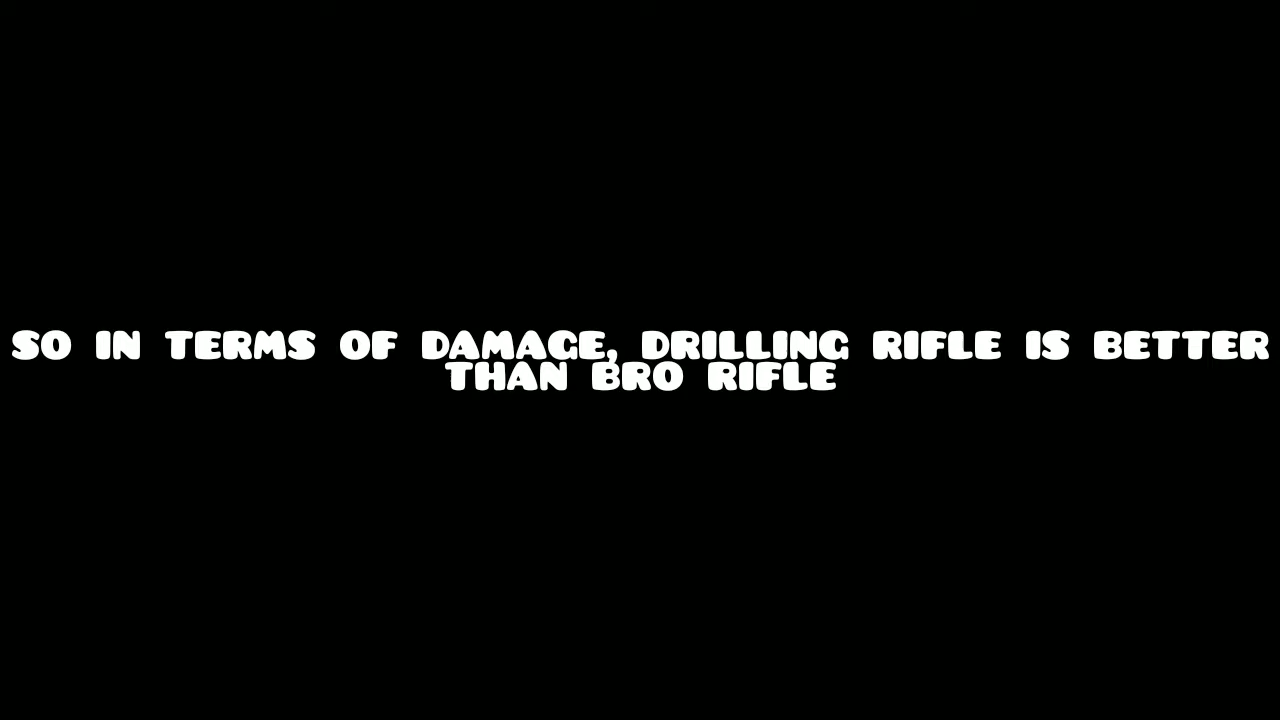 SO IN TERMS OF DAMAGE, DRILLING RIFLE IS BETTER
THAN BRO RIFLE